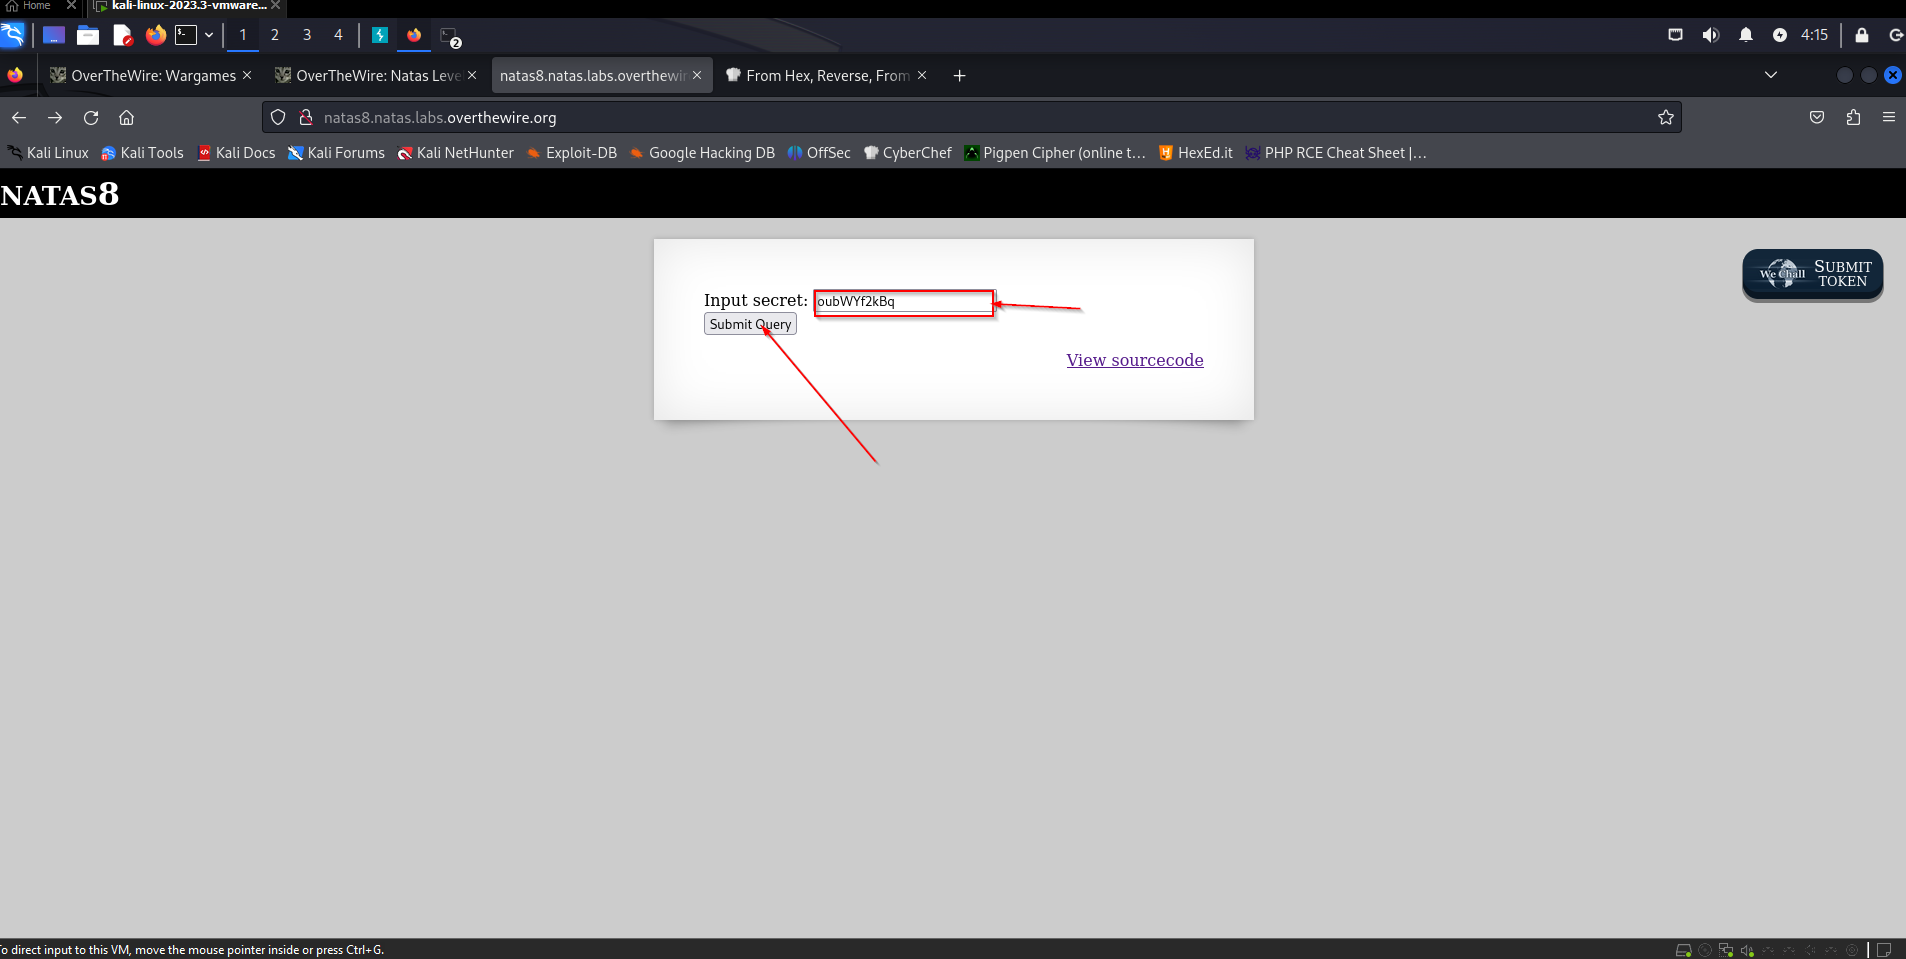 Home
kali-linux-2023.3-vmware...
1 2 3 4
2
4:15
OverTheWire: Wargames
OverTheWire: Natas Leve
natas8.natas.labs.overthewir
From Hex, Reverse, From
natas8.natas.labs.overthewire.org
Kali Linux
Kali Tools
Kali Docs
Kali Forums
Kali NetHunter
Exploit-DB
Google Hacking DB
OffSec
CyberChef
Pigpen Cipher (online t...
HexEd.it
PHP RCE Cheat Sheet |...
NATAS8
We Chall
SUBMIT
TOKEN
Input secret: oubWYf2kBq
Submit Query
View sourcecode
To direct input to this VM, move the mouse pointer inside or press Ctrl+G.